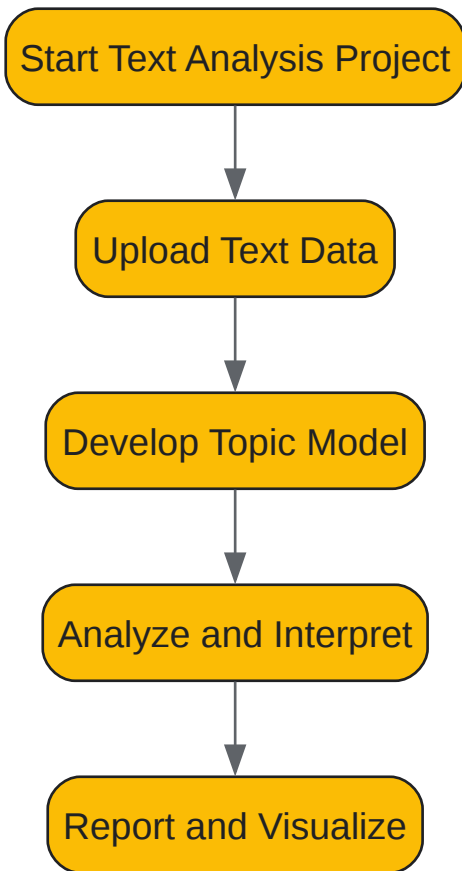 Start Text Analysis Project
Upload Text Data
Develop Topic Model
Analyze and Interpret
Report and Visualize